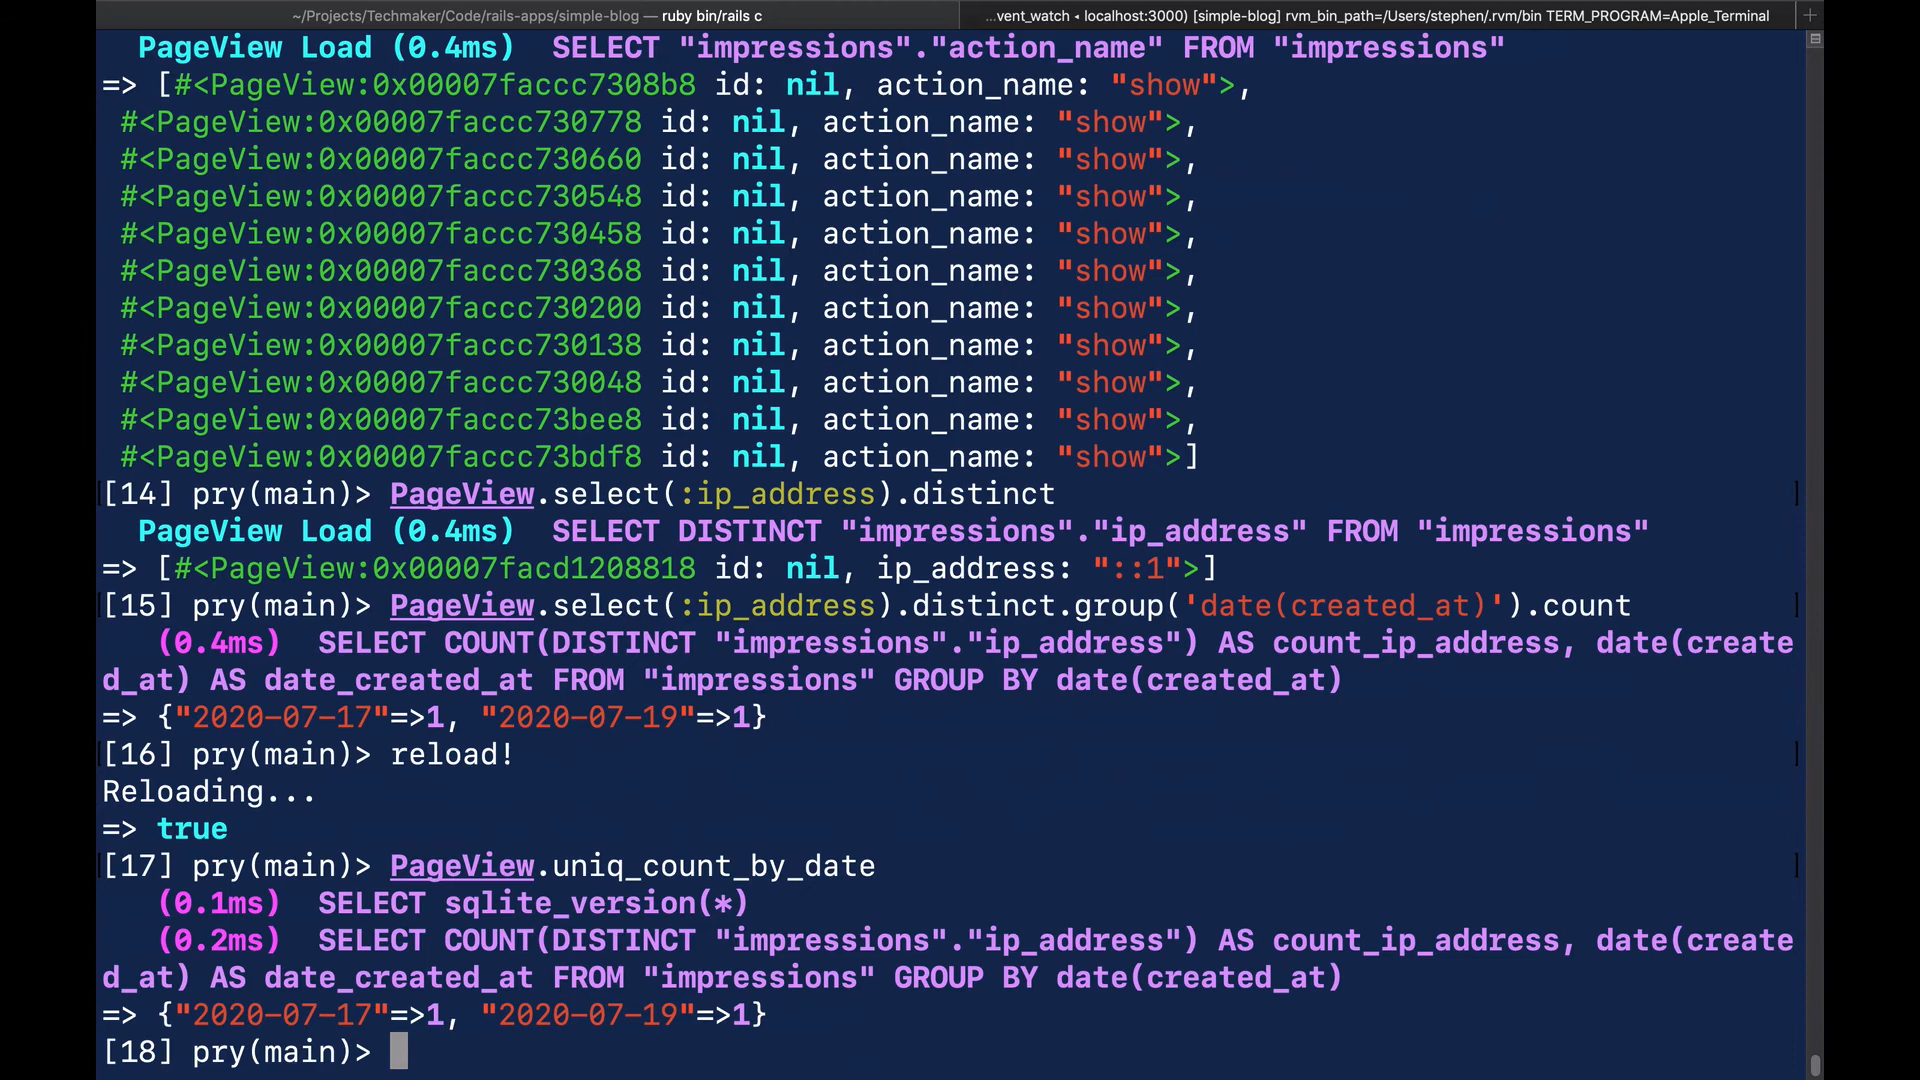 ~/Projects/Techmaker/Code/rails-apps/simple-blog — ruby bin/rails c
...vent_watch ◂ localhost:3000) [simple-blog] rvm_bin_path=/Users/stephen/.rvm/bin TERM_PROGRAM=Apple_Terminal
PageView Load (0.4ms)  SELECT "impressions"."action_name" FROM "impressions"
=> [#<PageView:0x00007faccc7308b8 id: nil, action_name: "show">,
#<PageView:0x00007faccc730778 id: nil, action_name: "show">,
#<PageView:0x00007faccc730660 id: nil, action_name: "show">,
#<PageView:0x00007faccc730548 id: nil, action_name: "show">,
#<PageView:0x00007faccc730458 id: nil, action_name: "show">,
#<PageView:0x00007faccc730368 id: nil, action_name: "show">,
#<PageView:0x00007faccc730200 id: nil, action_name: "show">,
#<PageView:0x00007faccc730138 id: nil, action_name: "show">,
#<PageView:0x00007faccc730048 id: nil, action_name: "show">,
#<PageView:0x00007faccc73bee8 id: nil, action_name: "show">,
#<PageView:0x00007faccc73bdf8 id: nil, action_name: "show">]
[14] pry(main)> PageView.select(:ip_address).distinct
PageView Load (0.4ms)  SELECT DISTINCT "impressions"."ip_address" FROM "impressions"
=> [#<PageView:0x00007facd1208818 id: nil, ip_address: "::1">]
[15] pry(main)> PageView.select(:ip_address).distinct.group('date(created_at)').count
(0.4ms)  SELECT COUNT(DISTINCT "impressions"."ip_address") AS count_ip_address, date(create
d_at) AS date_created_at FROM "impressions" GROUP BY date(created_at)
=> {"2020-07-17"=>1, "2020-07-19"=>1}
[16] pry(main)> reload!
Reloading...
=> true
[17] pry(main)> PageView.uniq_count_by_date
(0.1ms)  SELECT sqlite_version(*)
(0.2ms)  SELECT COUNT(DISTINCT "impressions"."ip_address") AS count_ip_address, date(create
d_at) AS date_created_at FROM "impressions" GROUP BY date(created_at)
=> {"2020-07-17"=>1, "2020-07-19"=>1}
[18] pry(main)>